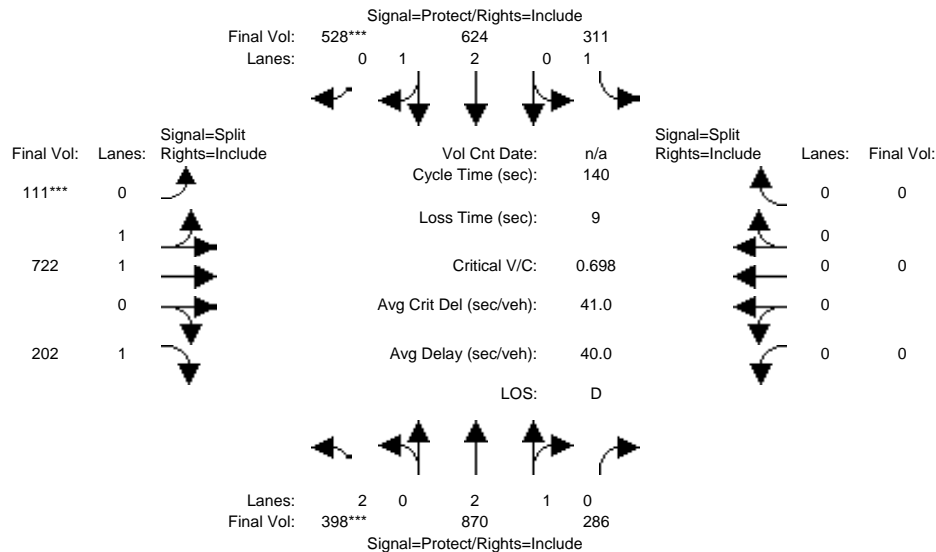 Signal=Protect/Rights=Include
Final Vol: 528*** 624 311
Lanes: 0 1 2 0 1
Signal=Split
Final Vol: Lanes: Rights=Include
Vol Cnt Date: n/a
Signal=Split
Rights=Include Lanes: Final Vol:
Cycle Time (sec): 140
111*** 0
0 0
Loss Time (sec): 9
1
0
722 1
Critical V/C: 0.698
0 0
0
Avg Crit Del (sec/veh): 41.0
0
202 1
Avg Delay (sec/veh): 40.0
0 0
LOS: D
Lanes: 2 0 2 1 0
Final Vol: 398*** 870 286
Signal=Protect/Rights=Include